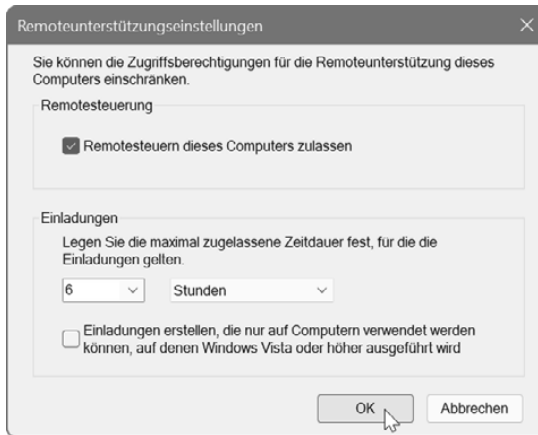 Remoteunterstützungseinstellungen
Sie können die Zugriffsberechtigungen für die Remoteunterstützung dieses
Computers einschränken.
Remotesteuerung
Remotesteuern dieses Computers zulassen
Einladungen
Legen Sie die maximal zugelassene Zeitdauer fest, für die die
Einladungen gelten.
6 Stunden
Einladungen erstellen, die nur auf Computern verwendet werden
können, auf denen Windows Vista oder höher ausgeführt wird
OK Abbrechen